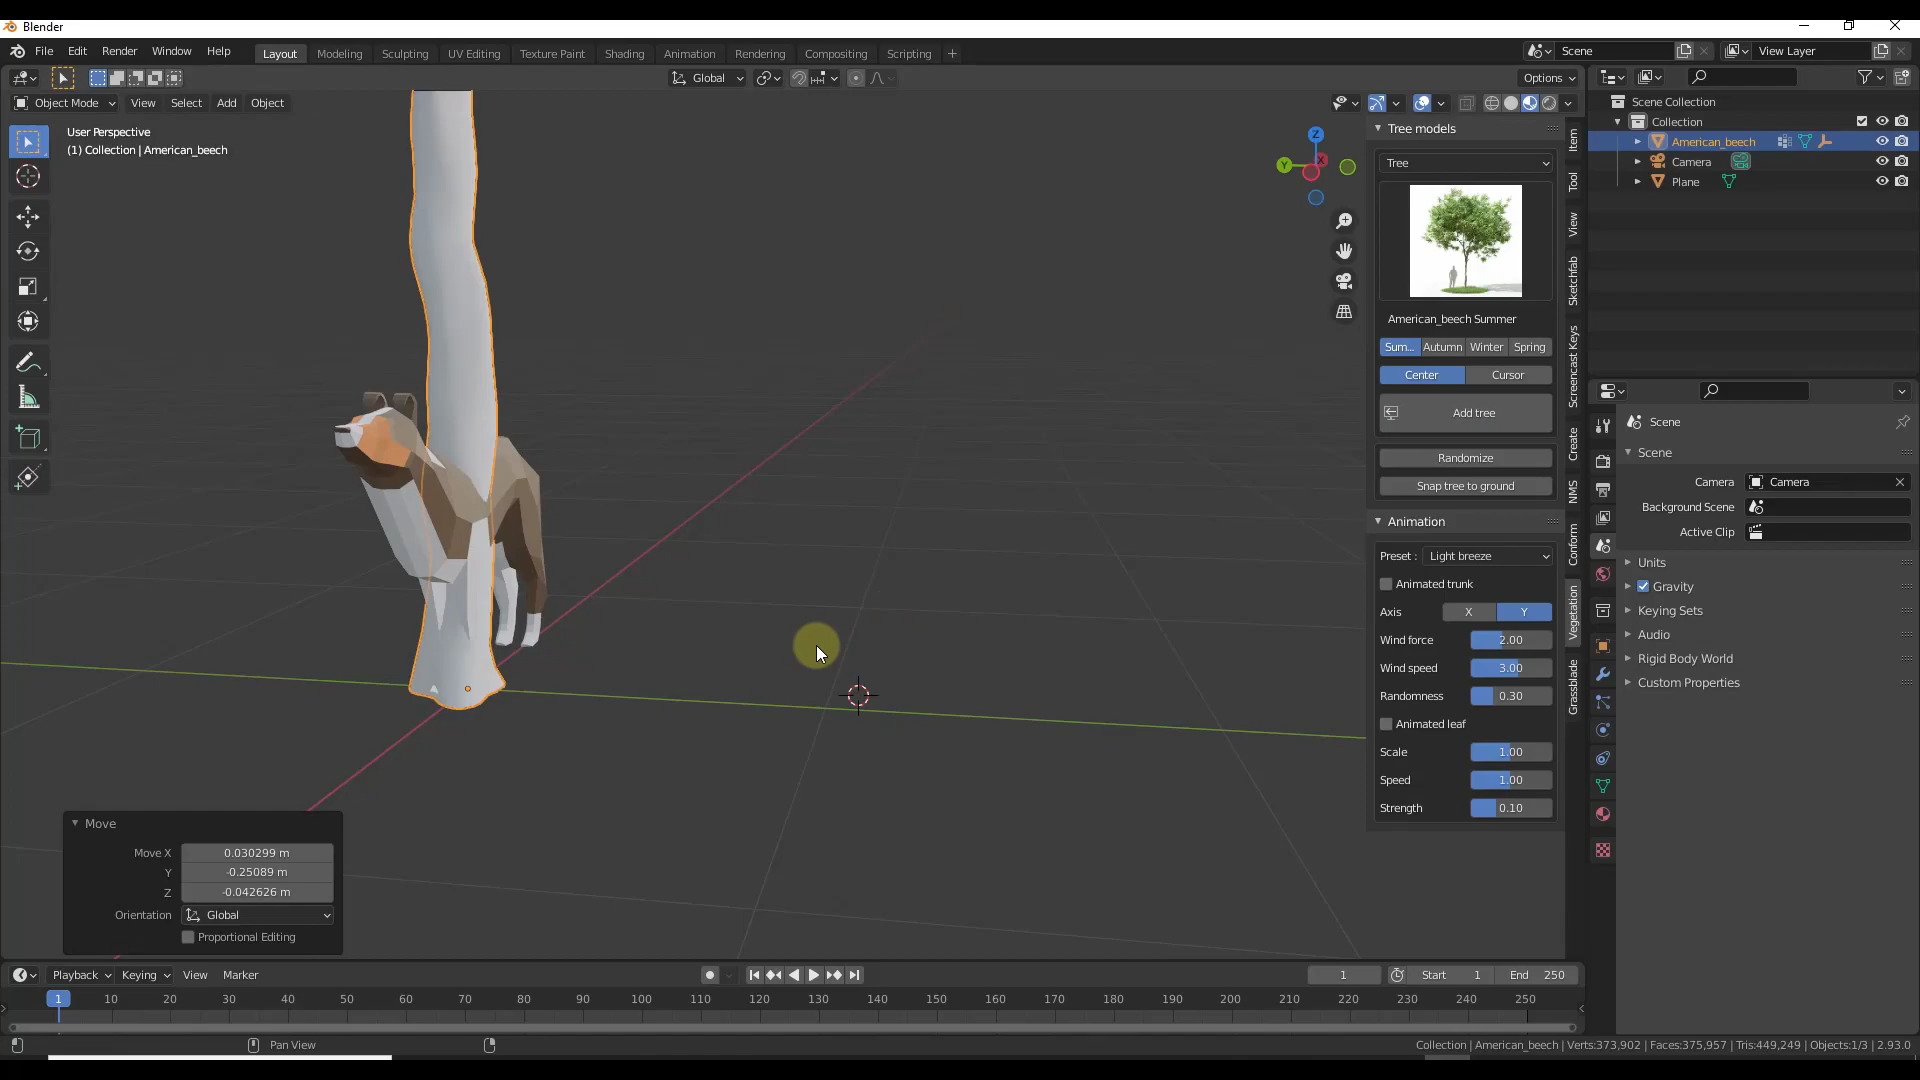 Blender
File Edit Render Window Help
Layout Modeling Sculpting UV Editing Texture Paint Shading Animation Rendering Compositing Scripting +
Scene
View Layer
Global
Options
Object Mode View Select Add Object
User Perspective
(1) Collection | American_beech
Z
Y
X
Tree models
Tree
American_beech Summer
Sum... Autumn Winter Spring
Center Cursor
Add tree
Randomize
Snap tree to ground
Animation
Preset : Light breeze
Animated trunk
Axis X Y
Wind force 2.00
Wind speed 3.00
Randomness 0.30
Animated leaf
Scale 1.00
Speed 1.00
Strength 0.10
Item
Tool
View
Sketchfab
Screencast Keys
Create
NMS
Conform
Vegetation
Grassblade
Scene Collection
Collection
American_beech
Camera
Plane
Scene
Scene
Camera Camera
Background Scene
Active Clip
Units
Gravity
Keying Sets
Audio
Rigid Body World
Custom Properties
Move
Move X 0.030299 m
Y -0.25089 m
Z -0.042626 m
Orientation Global
Proportional Editing
Playback Keying View Marker
1 Start 1 End 250
1 10 20 30 40 50 60 70 80 90 100 110 120 130 140 150 160 170 180 190 200 210 220 230 240 250
Pan View
Collection | American_beech | Verts:373,902 | Faces:375,957 | Tris:449,249 | Objects:1/3 | 2.93.0